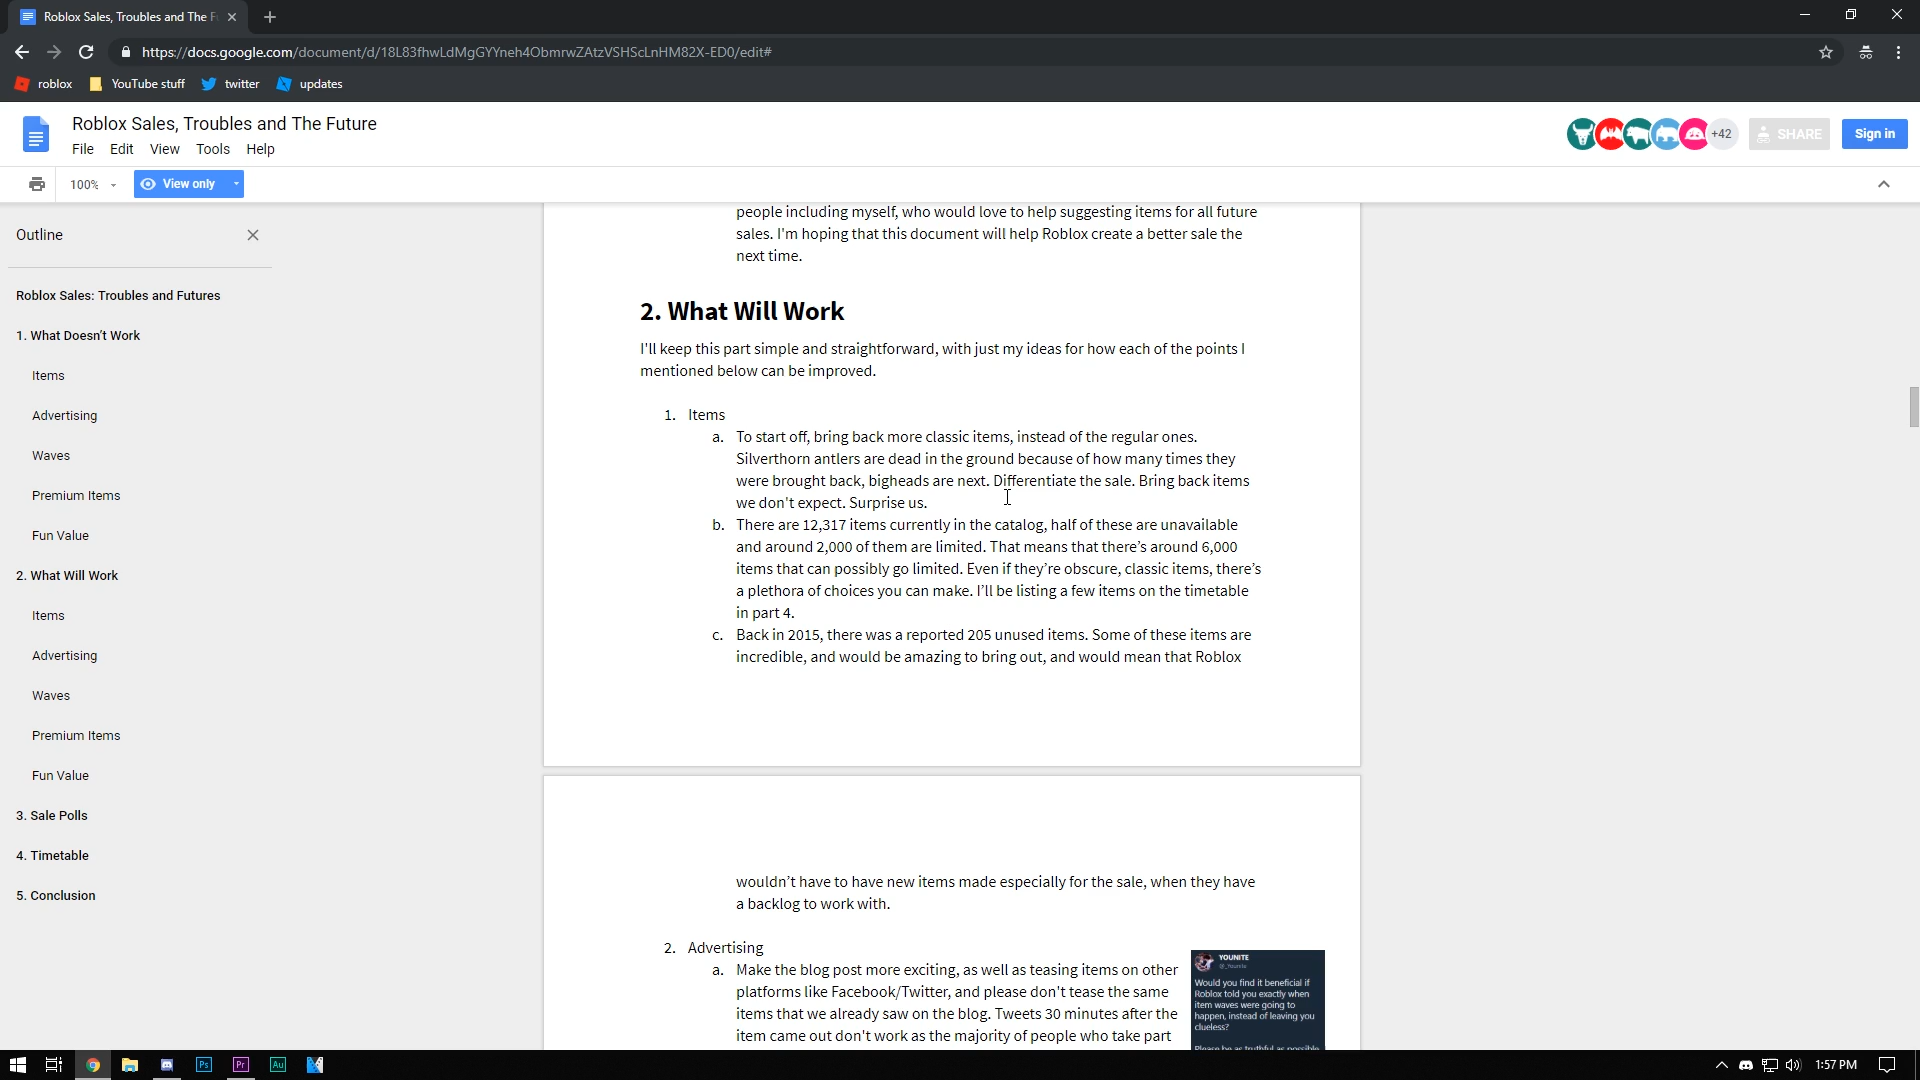 Roblox Sales, Troubles and The F
https://docs.google.com/document/d/18L83fhwLdMgGYYneh4ObmrwZAtzVSHScLnHM82X-ED0/edit#
roblox
YouTube stuff
twitter
updates
Roblox Sales, Troubles and The Future
File Edit View Tools Help
+42
SHARE
Sign in
100%
View only
Outline
Roblox Sales: Troubles and Futures
1. What Doesn't Work
Items
Advertising
Waves
Premium Items
Fun Value
2. What Will Work
Items
Advertising
Waves
Premium Items
Fun Value
3. Sale Polls
4. Timetable
5. Conclusion
people including myself, who would love to help suggesting items for all future
sales. I'm hoping that this document will help Roblox create a better sale the
next time.
2. What Will Work
I'll keep this part simple and straightforward, with just my ideas for how each of the points I
mentioned below can be improved.
1. Items
a. To start off, bring back more classic items, instead of the regular ones.
Silverthorn antlers are dead in the ground because of how many times they
were brought back, bigheads are next. Differentiate the sale. Bring back items
we don't expect. Surprise us.
b. There are 12,317 items currently in the catalog, half of these are unavailable
and around 2,000 of them are limited. That means that there's around 6,000
items that can possibly go limited. Even if they're obscure, classic items, there's
a plethora of choices you can make. I'll be listing a few items on the timetable
in part 4.
c. Back in 2015, there was a reported 205 unused items. Some of these items are
incredible, and would be amazing to bring out, and would mean that Roblox
wouldn't have to have new items made especially for the sale, when they have
a backlog to work with.
2. Advertising
a. Make the blog post more exciting, as well as teasing items on other
platforms like Facebook/Twitter, and please don't tease the same
items that we already saw on the blog. Tweets 30 minutes after the
item came out don't work as the majority of people who take part
YOUNITE
@_Younite
Would you find it beneficial if
Roblox told you exactly when
item waves were going to
happen, instead of leaving you
clueless?
Please be as truthful as possible
Ps
Pr
Au
1:57 PM